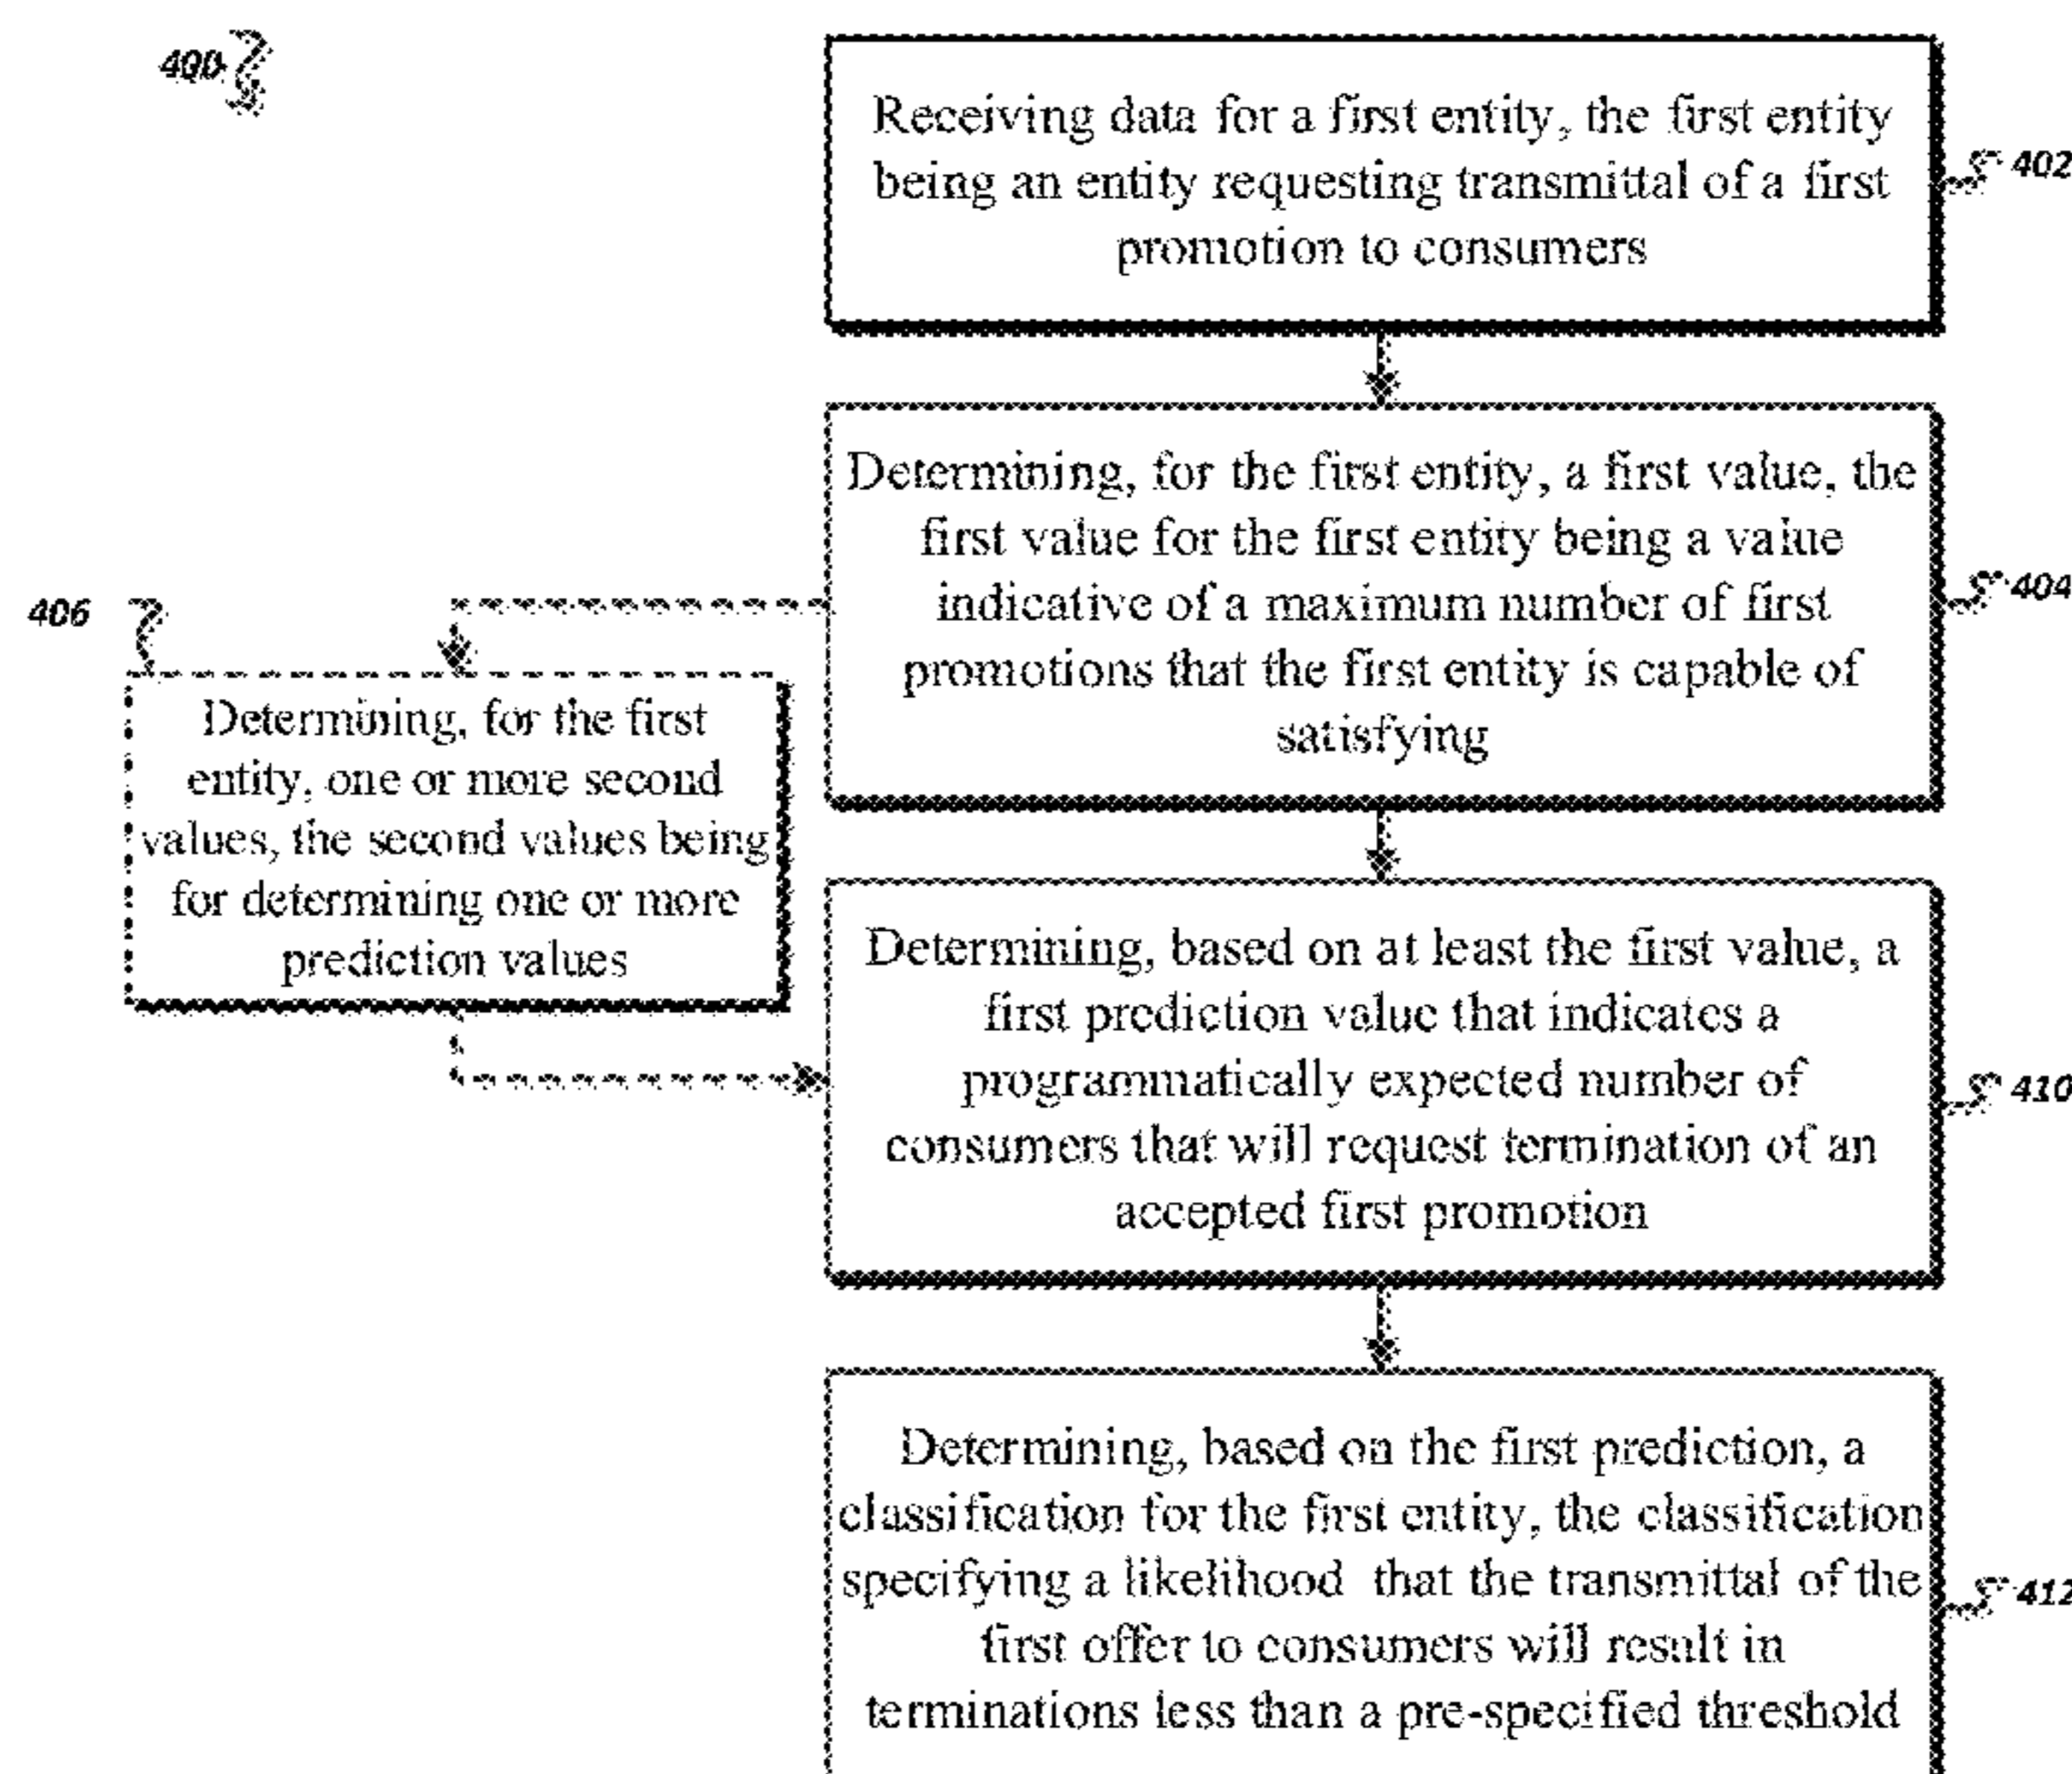 400
Receiving data for a first entity, the first entity
being an entity requesting transmittal of a first
promotion to consumers
402
Determining, for the first entity, a first value, the
first value for the first entity being a value
indicative of a maximum number of first
promotions that the first entity is capable of
satisfying
404
406
Determining, for the first
entity, one or more second
values, the second values being
for determining one or more
prediction values
Determining, based on at least the first value, a
first prediction value that indicates a
programmatically expected number of
consumers that will request termination of an
accepted first promotion
410
Determining, based on the first prediction, a
classification for the first entity, the classification
specifying a likelihood that the transmittal of the
first offer to consumers will result in
terminations less than a pre-specified threshold
412